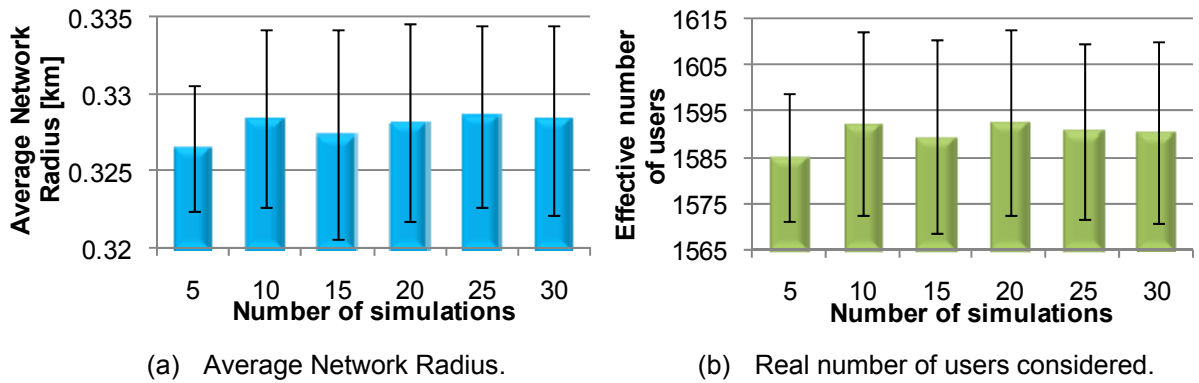 Average Network
Radius [km]
0.335
0.33
0.325
0.32
5 10 15 20 25 30
Number of simulations
(a) Average Network Radius.
Effective number
of users
1615
1605
1595
1585
1575
1565
5 10 15 20 25 30
Number of simulations
(b) Real number of users considered.